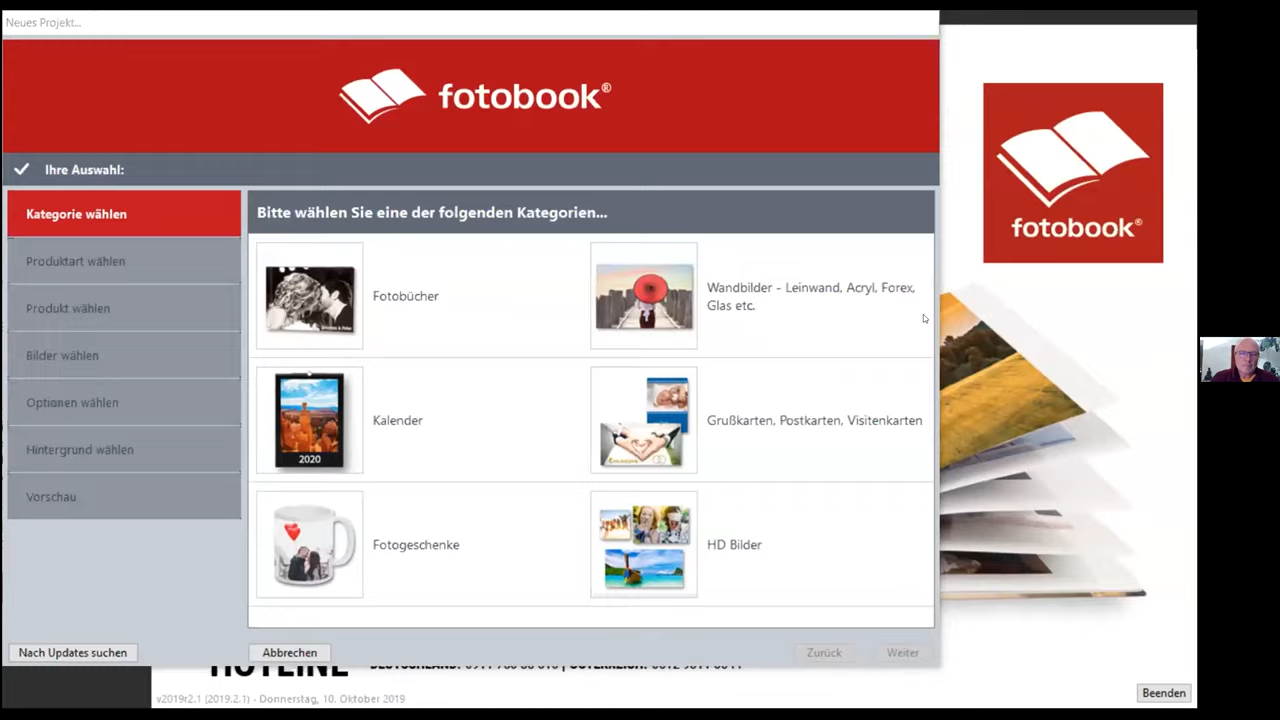 Neues Projekt...
fotobook®
Ihre Auswahl:
Kategorie wählen
Produktart wählen
Produkt wählen
Bilder wählen
Optionen wählen
Hintergrund wählen
Vorschau
Bitte wählen Sie eine der folgenden Kategorien...
Fotobücher
Wandbilder - Leinwand, Acryl, Forex,
Glas etc.
2020
Kalender
Grußkarten, Postkarten, Visitenkarten
Fotogeschenke
HD Bilder
Nach Updates suchen
Abbrechen
Zurück
Weiter
fotobook®
HOTLINE
v2019r2.1 (2019.2.1) - Donnerstag, 10. Oktober 2019
Beenden